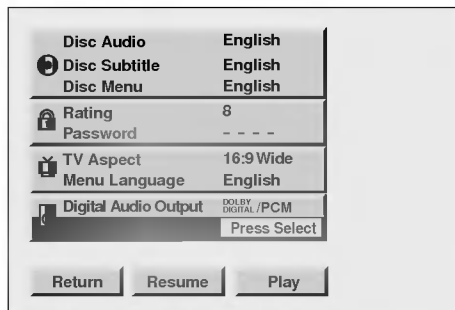 Disc Audio English
Disc Subtitle English
Disc Menu English
Rating 8
Password - - - -
TV Aspect 16:9 Wide
Menu Language English
Digital Audio Output DOLBY DIGITAL /PCM
Press Select
Return Resume Play